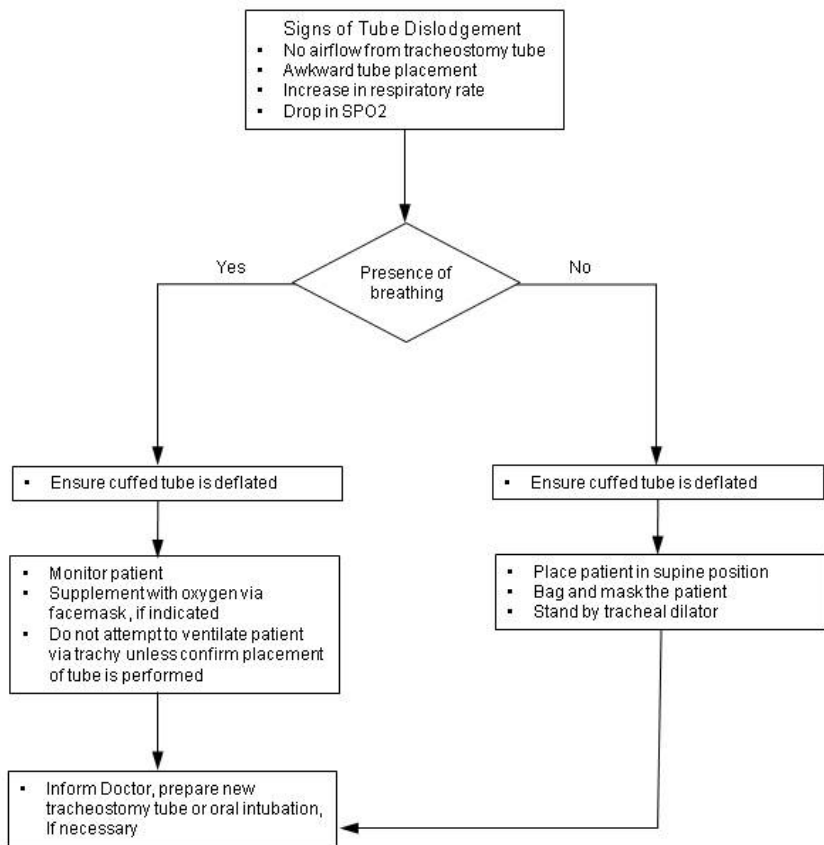 Signs of Tube Dislodgement
▪ No airflow from tracheostomy tube
▪ Awkward tube placement
▪ Increase in respiratory rate
▪ Drop in SPO2
Presence of
breathing
Yes
No
▪ Ensure cuffed tube is deflated
▪ Monitor patient
▪ Supplement with oxygen via
facemask, if indicated
▪ Do not attempt to ventilate patient
via trachy unless confirm placement
of tube is performed
▪ Ensure cuffed tube is deflated
▪ Place patient in supine position
▪ Bag and mask the patient
▪ Stand by tracheal dilator
▪ Inform Doctor, prepare new
tracheostomy tube or oral intubation,
If necessary